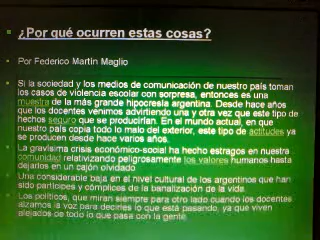 ¿Por qué ocurren estas cosas?
Por Federico Martín Maglio
Si la sociedad y los medios de comunicación de nuestro país toman
los casos de violencia escolar con sorpresa, entonces es una
muestra de la más grande hipocresía argentina. Desde hace años
que los docentes venimos advirtiendo una y otra vez que este tipo de
hechos seguro que se producirían. En el mundo actual, en que
nuestro país copia todo lo malo del exterior, este tipo de actitudes ya
se producen desde hace varios años.
La gravísima crisis económico-social ha hecho estragos en nuestra
comunidad relativizando peligrosamente los valores humanos hasta
dejarlos en un cajón olvidado.
Una considerable baja en el nivel cultural de los argentinos que han
sido partícipes y cómplices de la banalización de la vida.
Los políticos, que miran siempre para otro lado cuando los docentes
alzamos la voz para decirles lo que está pasando, ya que viven
alejados de todo lo que pasa con la gente.